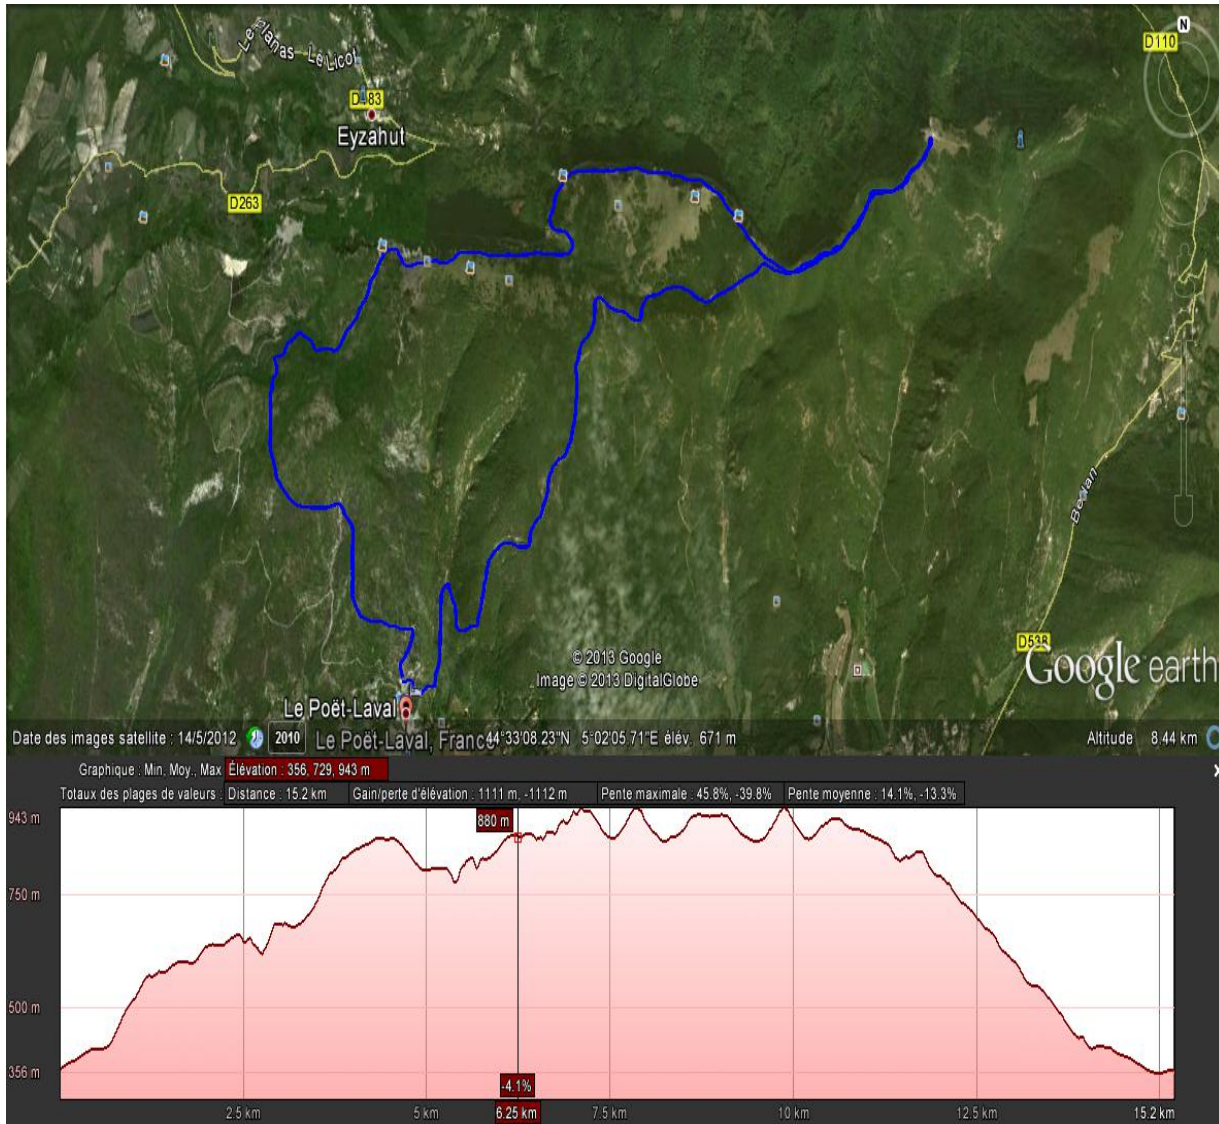 Le Planas
Le Licot
D183
Eyzahut
D263
D110
N
Bellan
D538
© 2013 Google
Image © 2013 DigitalGlobe
Google earth
Le Poët-Laval
Date des images satellite : 14/5/2012
2010
Le Poët-Laval, France
44°33'08.23"N 5°02'05.71"E élév. 671 m
Altitude 8.44 km
Graphique : Min, Moy., Max Élévation : 356, 729, 943 m
Totaux des plages de valeurs : Distance : 15.2 km Gain/perte d'élévation : 1111 m, -1112 m Pente maximale : 45.8%, -39.8% Pente moyenne : 14.1%, -13.3%
943 m
880 m
750 m
500 m
356 m
-4.1%
2.5 km 5 km 6.25 km 7.5 km 10 km 12.5 km 15.2 km